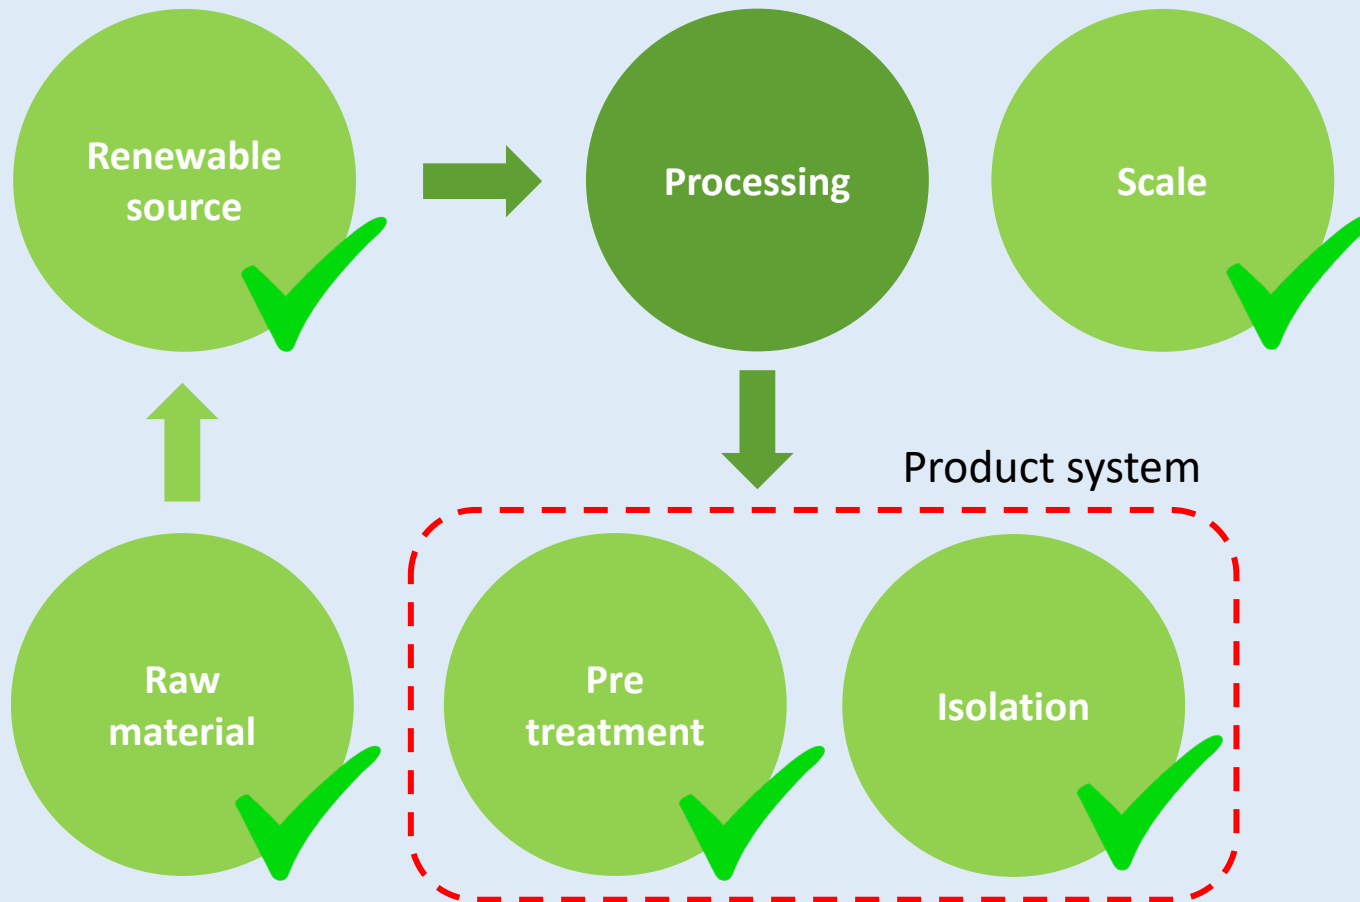 Renewable
source
Processing
Scale
Product system
Raw
material
Pre
treatment
Isolation